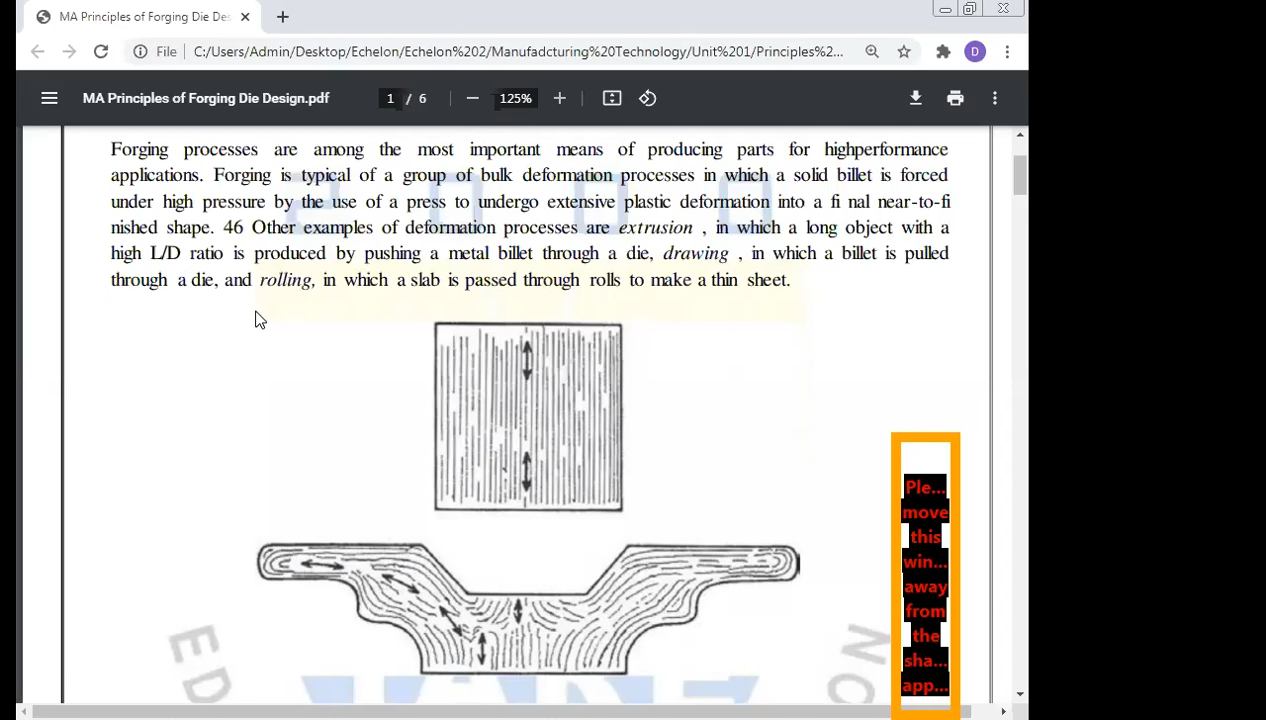 MA Principles of Forging Die Des
File C:/Users/Admin/Desktop/Echelon/Echelon%202/Manufadcturing%20Technology/Unit%201/Principles%2...
D
MA Principles of Forging Die Design.pdf 1 / 6 125%
Forging processes are among the most important means of producing parts for highperformance
applications. Forging is typical of a group of bulk deformation processes in which a solid billet is forced
under high pressure by the use of a press to undergo extensive plastic deformation into a fi nal near-to-fi
nished shape. 46 Other examples of deformation processes are extrusion , in which a long object with a
high L/D ratio is produced by pushing a metal billet through a die, drawing , in which a billet is pulled
through a die, and rolling, in which a slab is passed through rolls to make a thin sheet.
Ple...
move
this
win...
away
from
the
sha...
app...
ED
NO